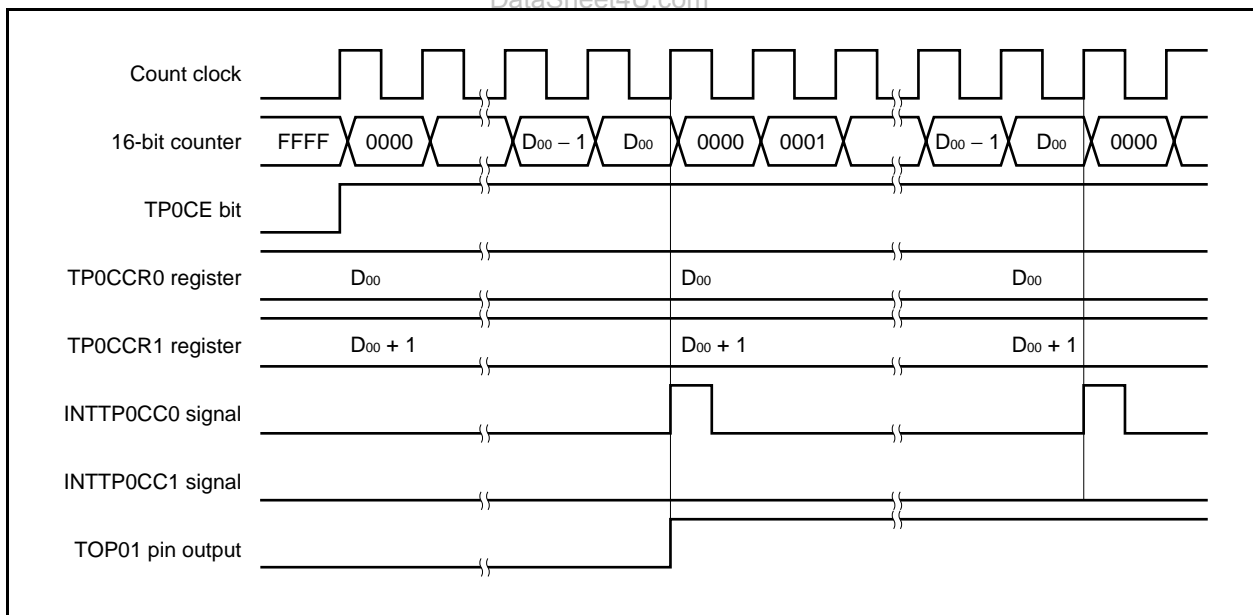 DataSheet4U.com
Count clock
16-bit counter FFFF 0000 D00 − 1 D00 0000 0001 D00 − 1 D00 0000
TP0CE bit
TP0CCR0 register D00 D00 D00
TP0CCR1 register D00 + 1 D00 + 1 D00 + 1
INTTP0CC0 signal
INTTP0CC1 signal
TOP01 pin output